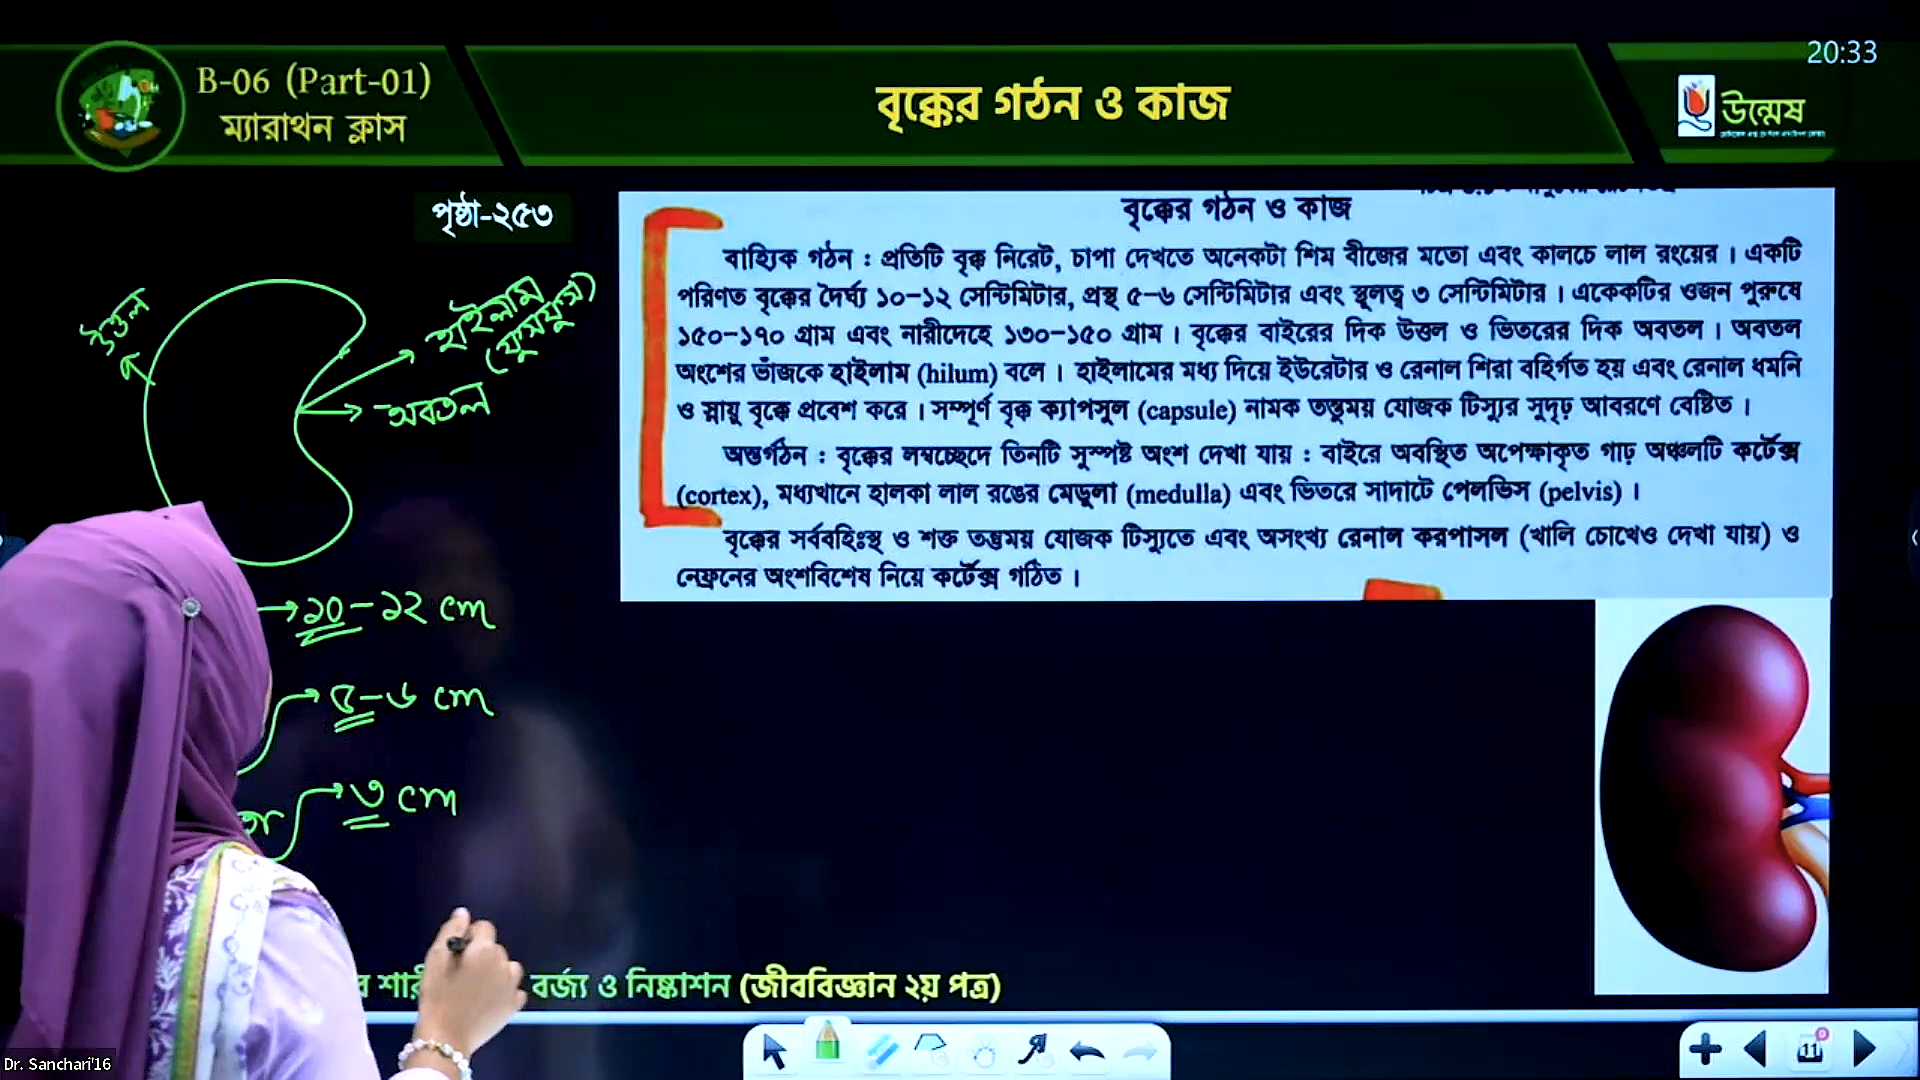 20:33
B-06 (Part-01)
ম্যারাথন ক্লাস
বৃক্কের গঠন ও কাজ
উন্মেষ
পৃষ্ঠা-২৫৩
বৃক্কের গঠন ও কাজ
বাহ্যিক গঠন : প্রতিটি বৃক্ক নিরেট, চাপা দেখতে অনেকটা শিম বীজের মতো এবং কালচে লাল রংয়ের । একটি
পরিণত বৃক্কের দৈর্ঘ্য ১০–১২ সেন্টিমিটার, প্রস্থ ৫–৬ সেন্টিমিটার এবং স্থূলত্ব ৩ সেন্টিমিটার । একেকটির ওজন পুরুষে
১৫০–১৭০ গ্রাম এবং নারীদেহে ১৩০–১৫০ গ্রাম । বৃক্কের বাইরের দিক উত্তল ও ভিতরের দিক অবতল । অবতল
অংশের ভাঁজকে হাইলাম (hilum) বলে । হাইলামের মধ্য দিয়ে ইউরেটার ও রেনাল শিরা বহির্গত হয় এবং রেনাল ধমনি
ও স্নায়ু বৃক্কে প্রবেশ করে । সম্পূর্ণ বৃক্ক ক্যাপসুল (capsule) নামক তন্তুময় যোজক টিস্যুর সুদৃঢ় আবরণে বেষ্টিত ।
অন্তর্গঠন : বৃক্কের লম্বচ্ছেদে তিনটি সুস্পষ্ট অংশ দেখা যায় : বাইরে অবস্থিত অপেক্ষাকৃত গাঢ় অঞ্চলটি কর্টেক্স
(cortex), মধ্যখানে হালকা লাল রঙের মেডুলা (medulla) এবং ভিতরে সাদাটে পেলভিস (pelvis) ।
বৃক্কের সর্ববহিঃস্থ ও শক্ত তন্তুময় যোজক টিস্যুতে এবং অসংখ্য রেনাল করপাসল (খালি চোখেও দেখা যায়) ও
নেফ্রনের অংশবিশেষ নিয়ে কর্টেক্স গঠিত ।
উত্তল
হাইলাম
অবতল
১০-১২ cm
৫-৬ cm
৩ cm
বর্জ্য ও নিষ্কাশন (জীববিজ্ঞান ২য় পত্র)
11
Dr. Sanchari'16